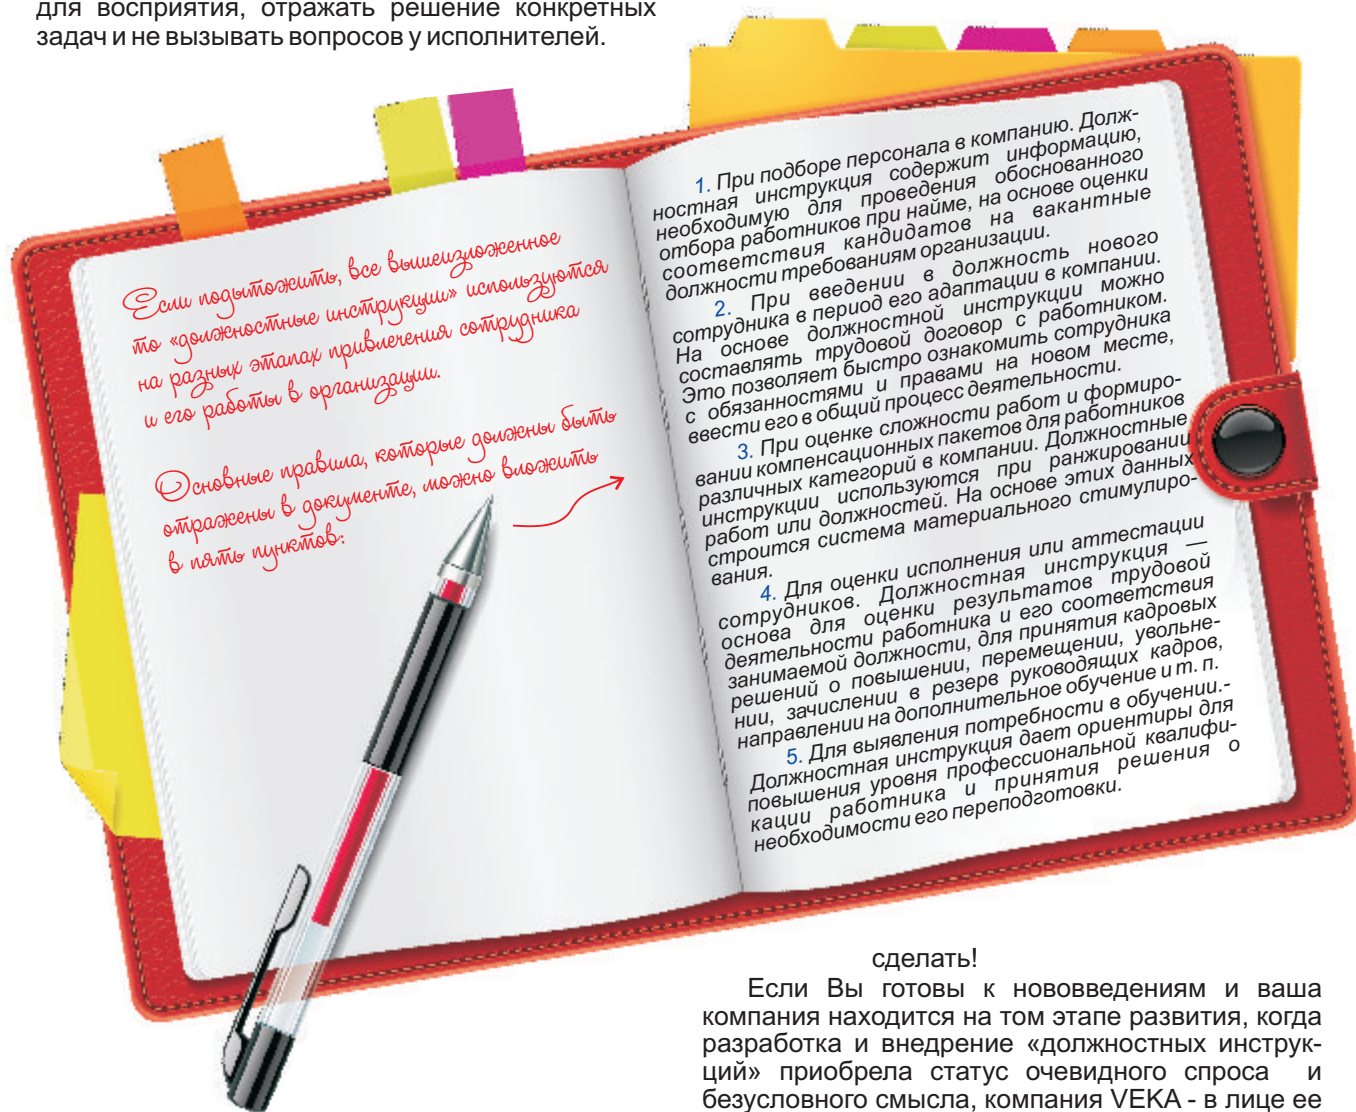 для восприятия, отражать решение конкретных
задач и не вызывать вопросов у исполнителей.
Если подытожить, все вышеизложенное
то «должностные инструкции» используются
на разных этапах привлечения сотрудника
и его работы в организации.
Основные правила, которые должны быть
отражены в документе, можно вложить
в пять пунктов:
1. При подборе персонала в компанию. Долж-
ностная инструкция содержит информацию,
необходимую для проведения обоснованного
отбора работников при найме, на основе оценки
соответствия кандидатов на вакантные
должности требованиям организации.
2. При введении в должность нового
сотрудника в период его адаптации в компании.
На основе должностной инструкции можно
составлять трудовой договор с работником.
Это позволяет быстро ознакомить сотрудника
с обязанностями и правами на новом месте,
ввести его в общий процесс деятельности.
3. При оценке сложности работ и формиро-
вании компенсационных пакетов для работников
различных категорий в компании. Должностные
инструкции используются при ранжировании
работ или должностей. На основе этих данных
строится система материального стимулиро-
вания.
4. Для оценки исполнения или аттестации
сотрудников. Должностная инструкция —
основа для оценки результатов трудовой
деятельности работника и его соответствия
занимаемой должности, для принятия кадровых
решений о повышении, перемещении, увольне-
нии, зачислении в резерв руководящих кадров,
направлении на дополнительное обучение и т. п.
5. Для выявления потребности в обучении.-
Должностная инструкция дает ориентиры для
повышения уровня профессиональной квалифи-
кации работника и принятия решения о
необходимости его переподготовки.
сделать!
Если Вы готовы к нововведениям и ваша
компания находится на том этапе развития, когда
разработка и внедрение «должностных инструк-
ций» приобрела статус очевидного спроса и
безусловного смысла, компания VEKA - в лице ее